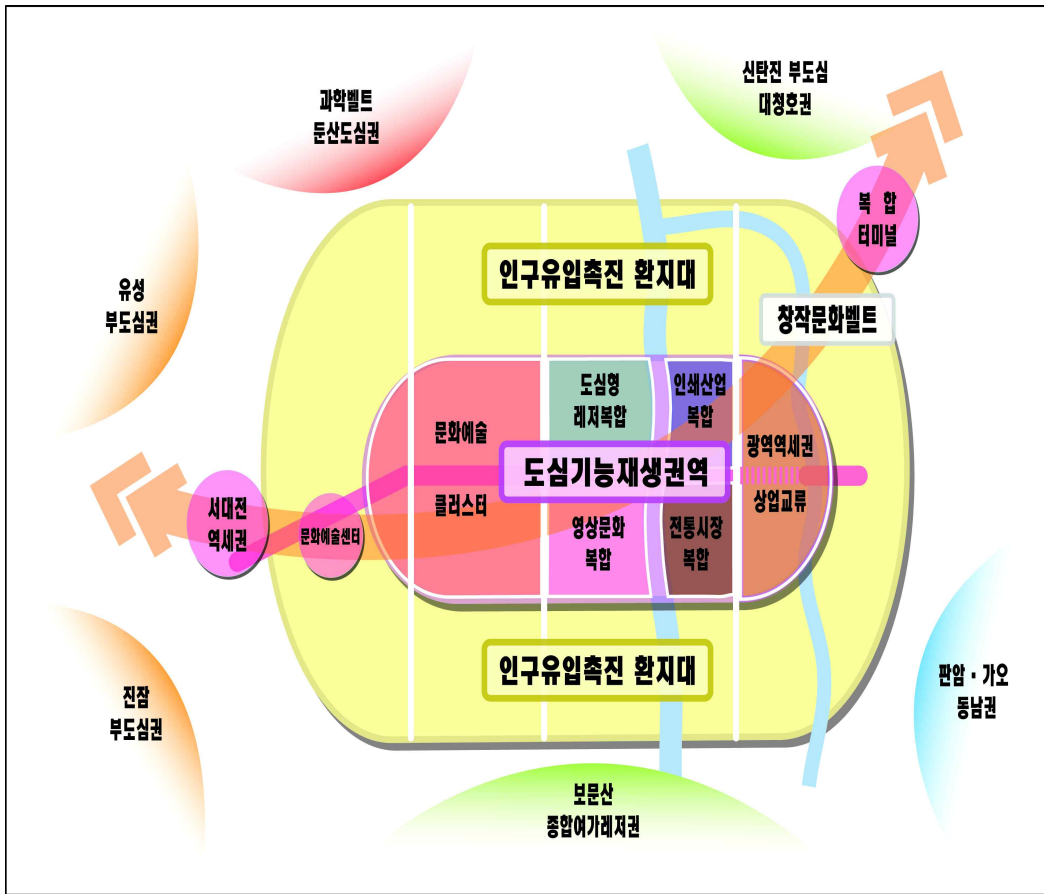 신탄진 부도심
대청호권
과학벨트
둔산도심권
복 합
터미널
인구유입촉진 환지대
유성
부도심권
창작문화벨트
도심형
레저복합
인쇄산업
복합
문화예술
클러스터
도심기능재생권역
광역역세권
상업교류
서대전
역세권
문화예술센터
영상문화
복합
전통시장
복합
인구유입촉진 환지대
판암 · 가오
동남권
진잠
부도심권
보문산
종합여가레저권